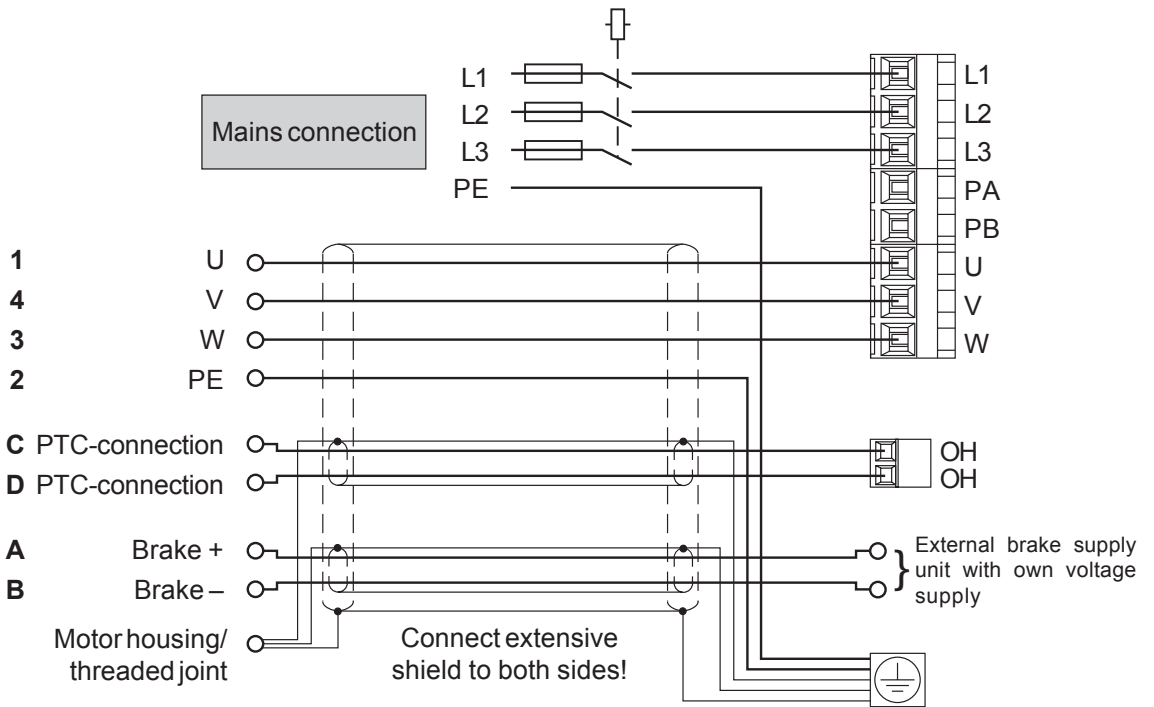 L1 L1
L2 L2
Mains connection
L3 L3
PE PA
PB
1 U U
4 V V
3 W W
2 PE
C PTC-connection OH
D PTC-connection OH
A Brake + External brake supply
unit with own voltage
B Brake – supply
}
Motor housing/ Connect extensive
threaded joint shield to both sides!